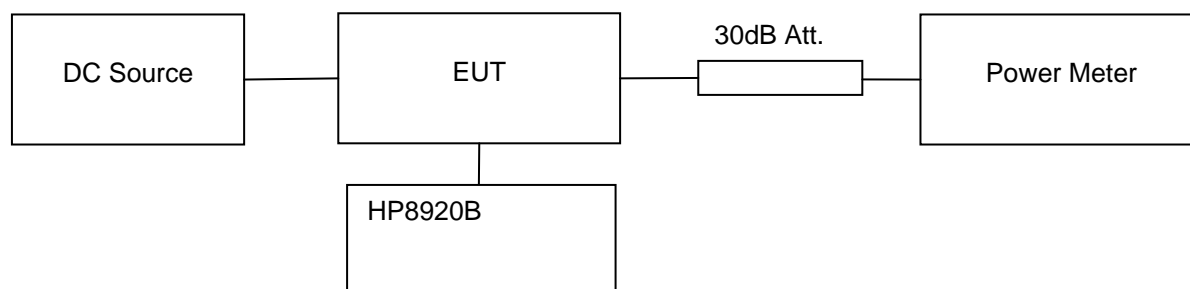 30dB Att.
DC Source
EUT
Power Meter
HP8920B